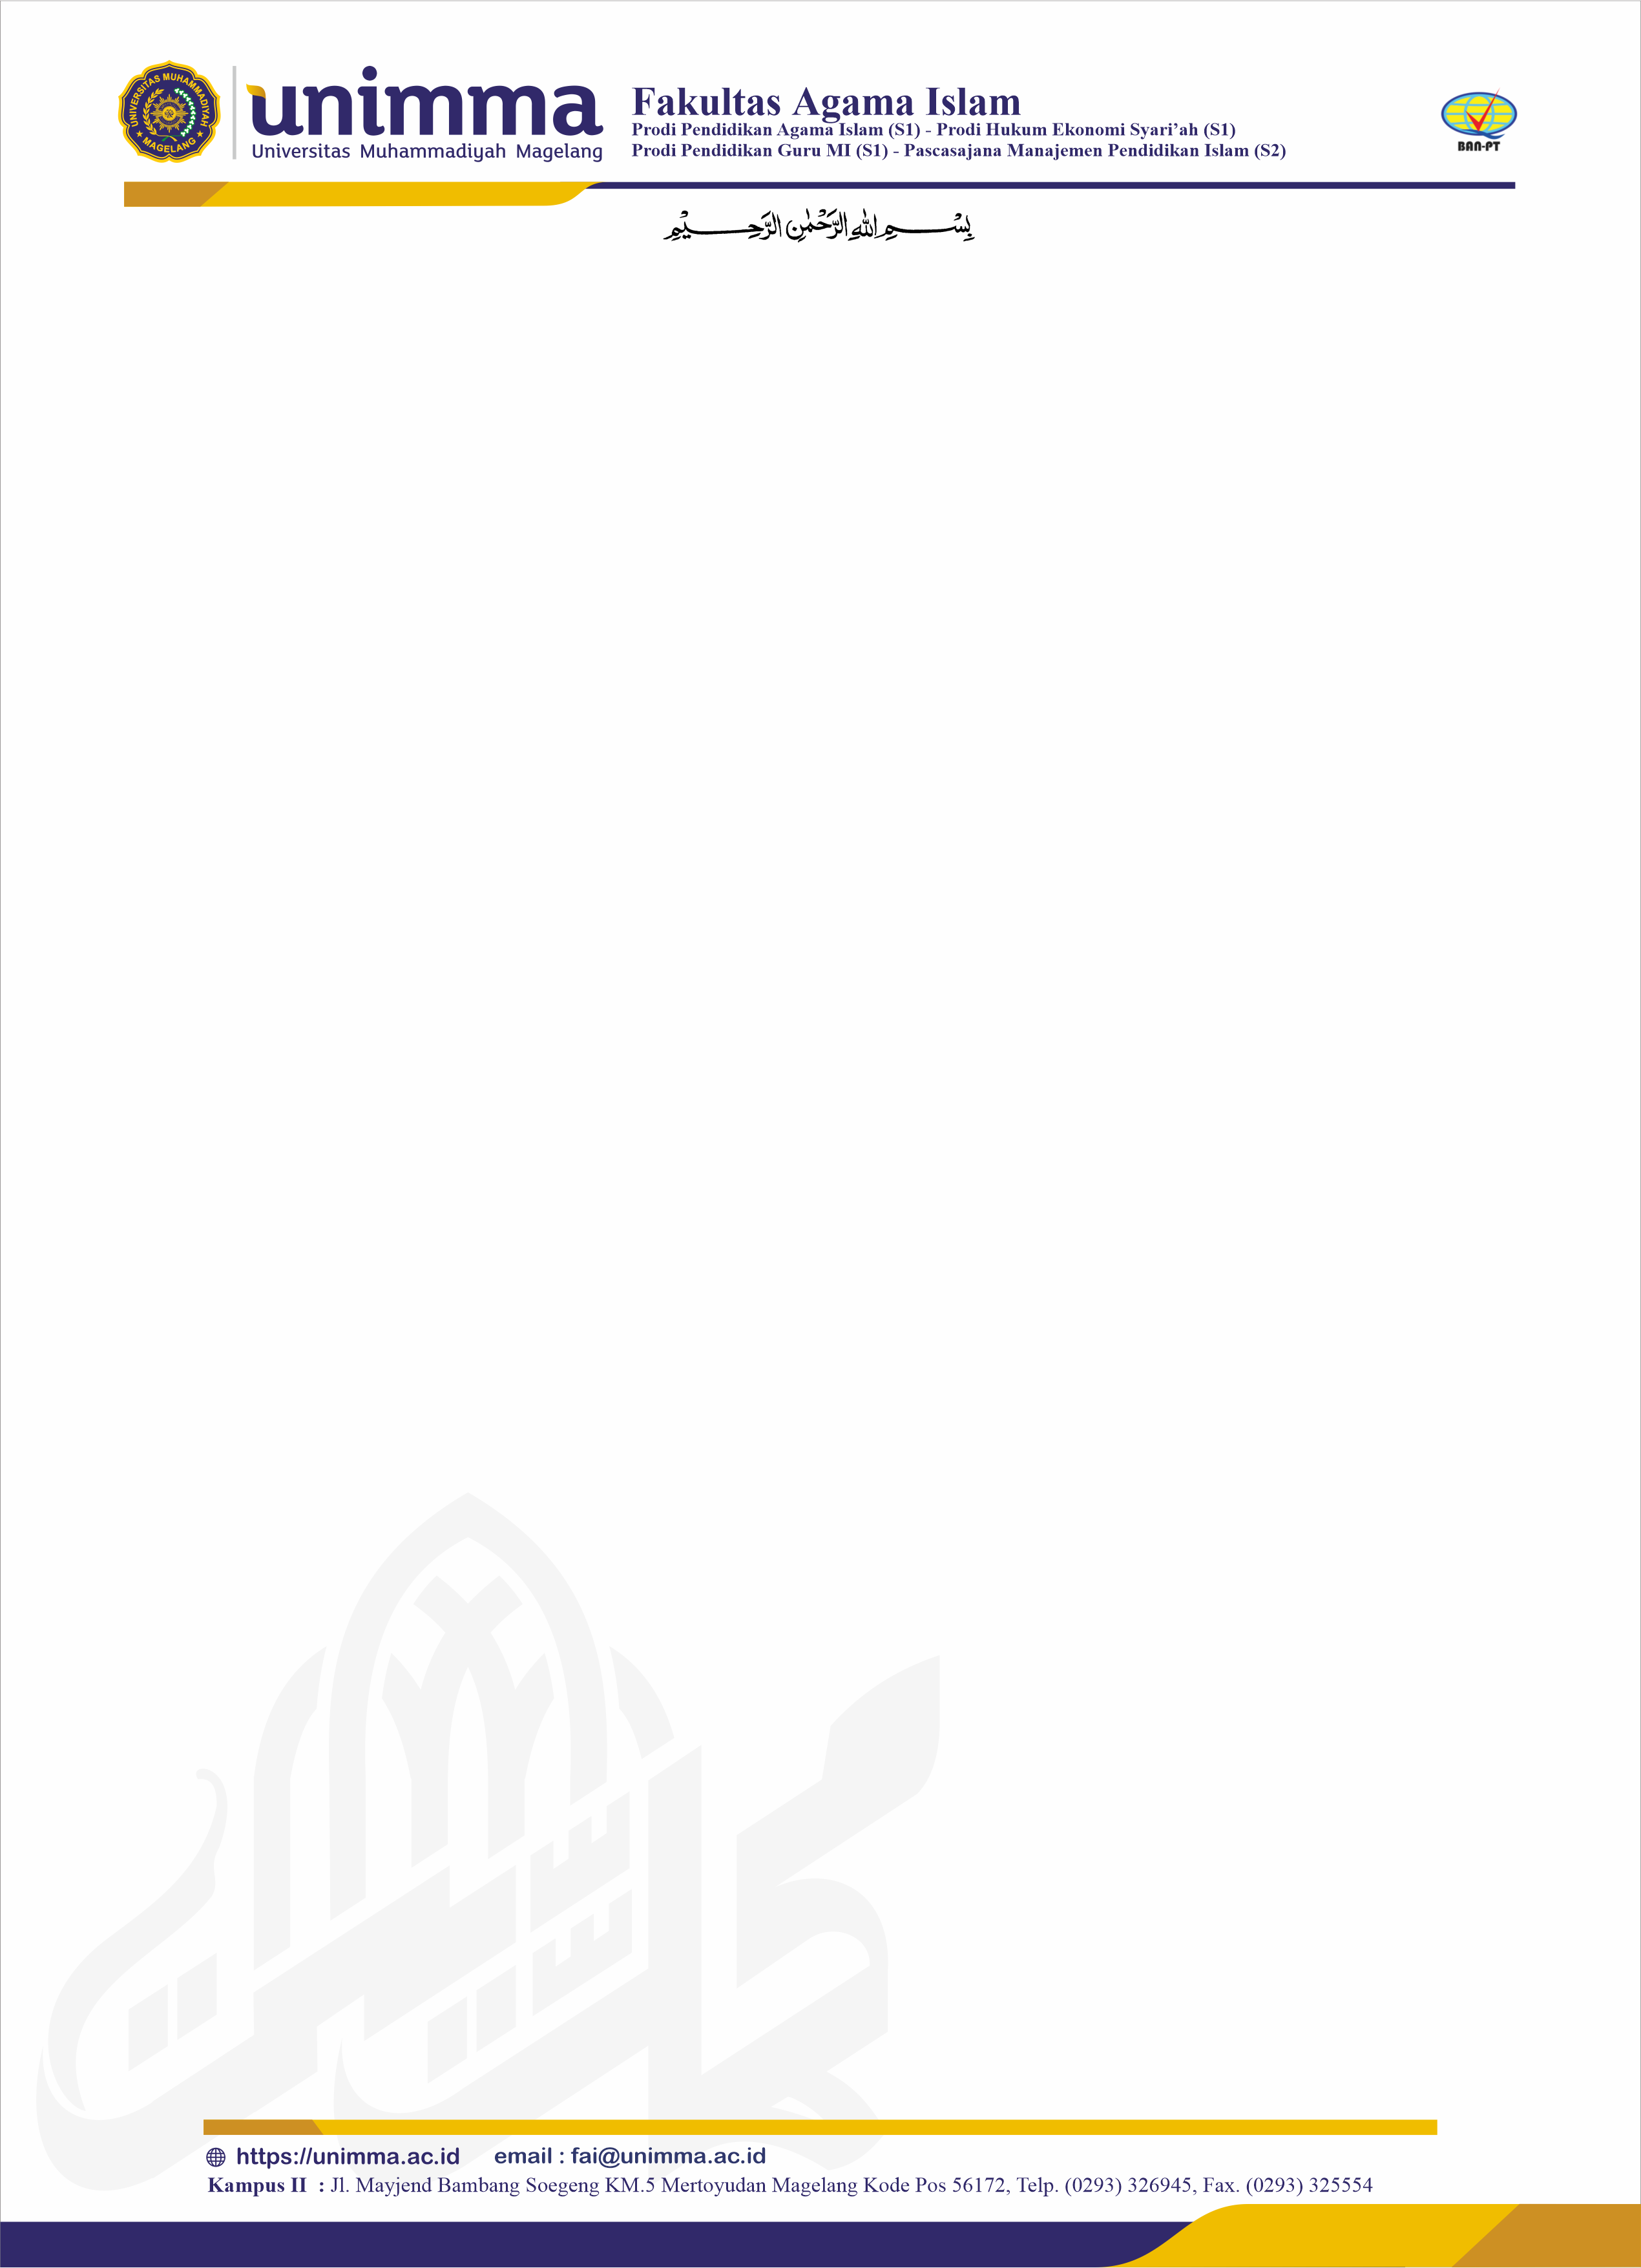 UNIVERSITAS MUHAMMADIYAH
MAGELANG
unimma
Universitas Muhammadiyah Magelang
Fakultas Agama Islam
Prodi Pendidikan Agama Islam (S1) - Prodi Hukum Ekonomi Syari’ah (S1)
Prodi Pendidikan Guru MI (S1) - Pascasajana Manajemen Pendidikan Islam (S2)
BAN-PT
بِسْــــمِ اللهِ الرَّحْمٰنِ الرَّحِــــيْمِ
https://unimma.ac.id email : fai@unimma.ac.id
Kampus II : Jl. Mayjend Bambang Soegeng KM.5 Mertoyudan Magelang Kode Pos 56172, Telp. (0293) 326945, Fax. (0293) 325554